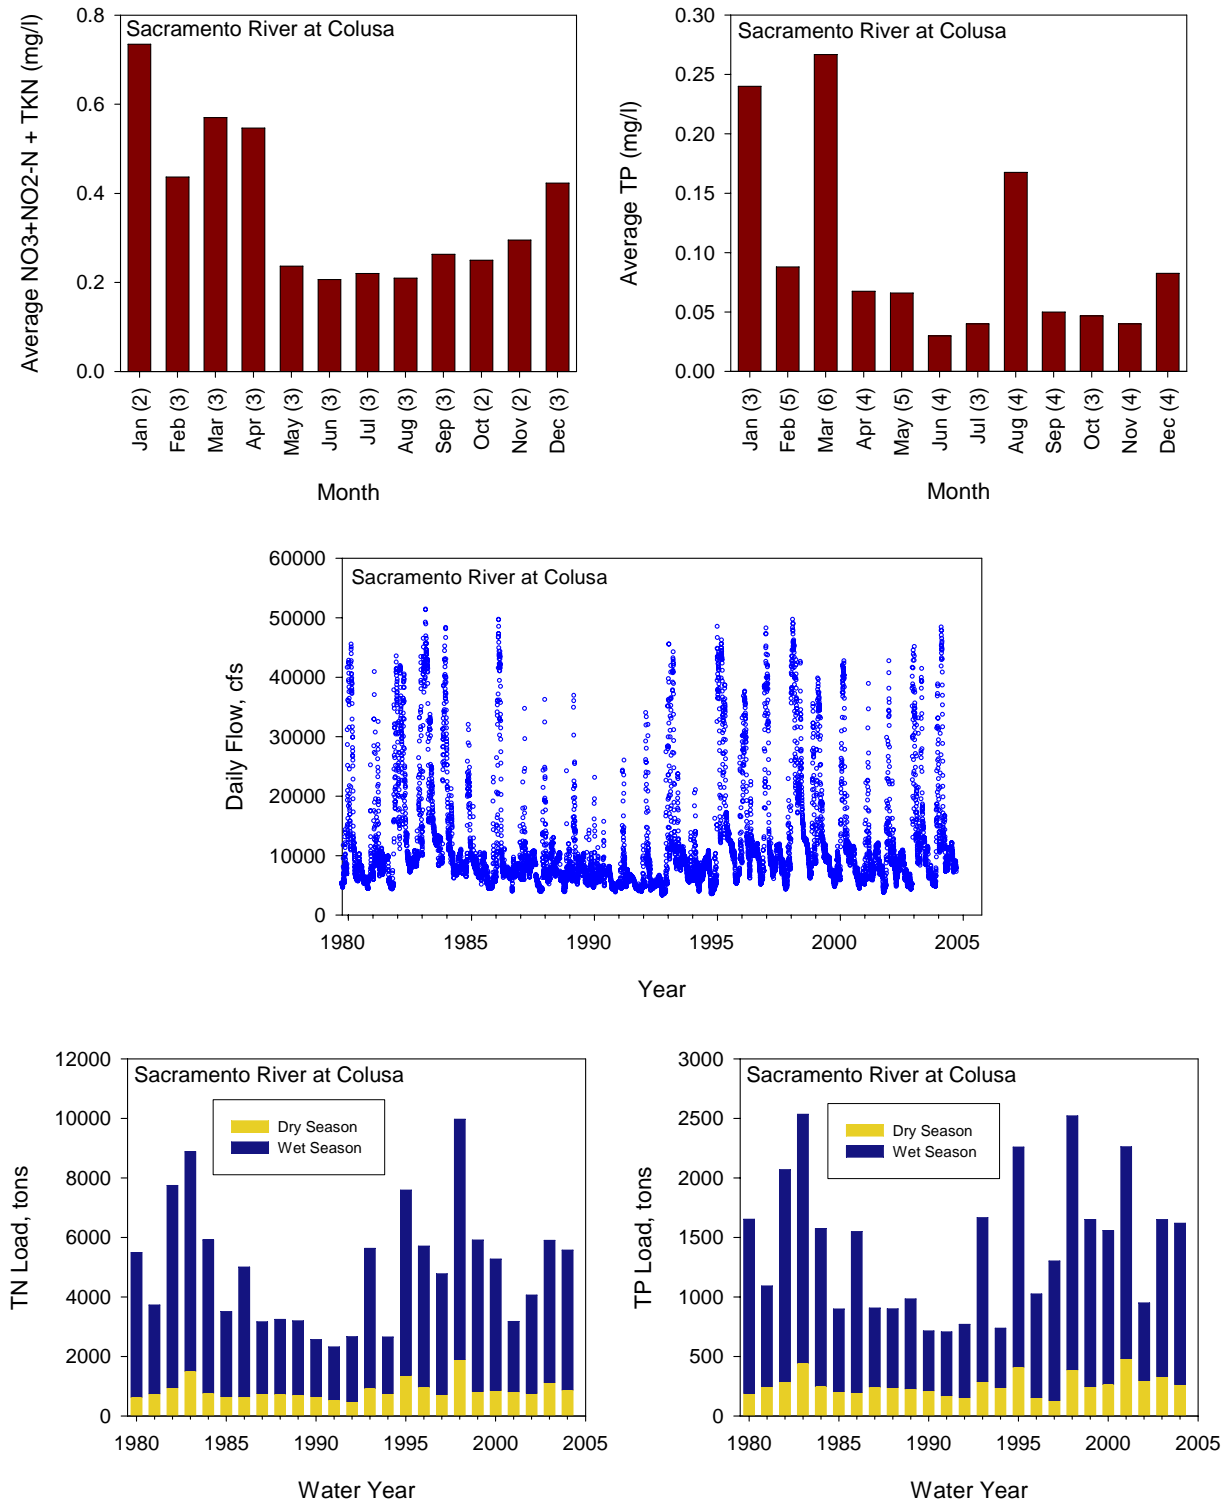 Sacramento River at Colusa
Average NO3+NO2-N + TKN (mg/l)
0.8
0.6
0.4
0.2
0.0
Jan (2)
Feb (3)
Mar (3)
Apr (3)
May (3)
Jun (3)
Jul (3)
Aug (3)
Sep (3)
Oct (2)
Nov (2)
Dec (3)
Month
Sacramento River at Colusa
Average TP (mg/l)
0.30
0.25
0.20
0.15
0.10
0.05
0.00
Jan (3)
Feb (5)
Mar (6)
Apr (4)
May (5)
Jun (4)
Jul (3)
Aug (4)
Sep (4)
Oct (3)
Nov (4)
Dec (4)
Month
Sacramento River at Colusa
Daily Flow, cfs
60000
50000
40000
30000
20000
10000
0
1980 1985 1990 1995 2000 2005
Year
Sacramento River at Colusa
Dry Season
Wet Season
TN Load, tons
12000
10000
8000
6000
4000
2000
0
1980 1985 1990 1995 2000 2005
Water Year
Sacramento River at Colusa
Dry Season
Wet Season
TP Load, tons
3000
2500
2000
1500
1000
500
0
1980 1985 1990 1995 2000 2005
Water Year